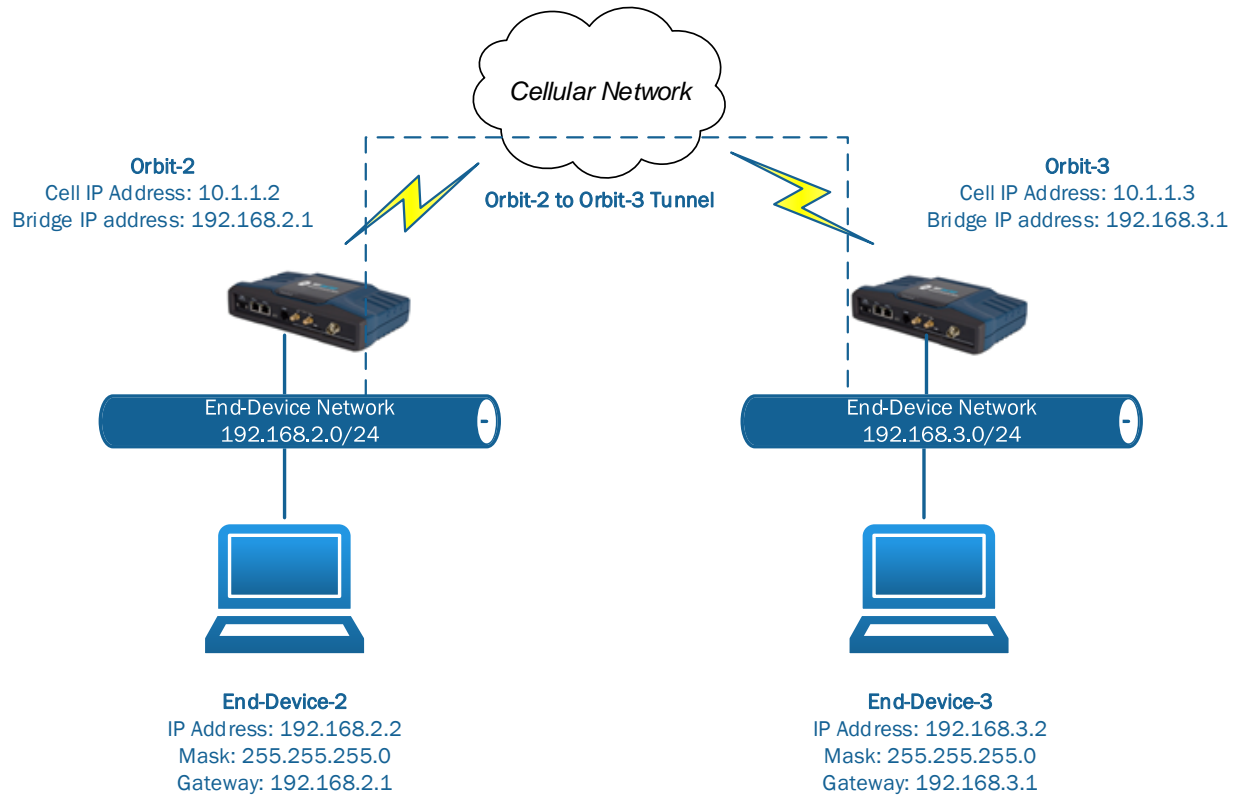 Cellular Network
Orbit-2
Cell IP Address: 10.1.1.2
Bridge IP address: 192.168.2.1
Orbit-2 to Orbit-3 Tunnel
Orbit-3
Cell IP Address: 10.1.1.3
Bridge IP address: 192.168.3.1
End-Device Network
192.168.2.0/24
End-Device Network
192.168.3.0/24
End-Device-2
IP Address: 192.168.2.2
Mask: 255.255.255.0
Gateway: 192.168.2.1
End-Device-3
IP Address: 192.168.3.2
Mask: 255.255.255.0
Gateway: 192.168.3.1